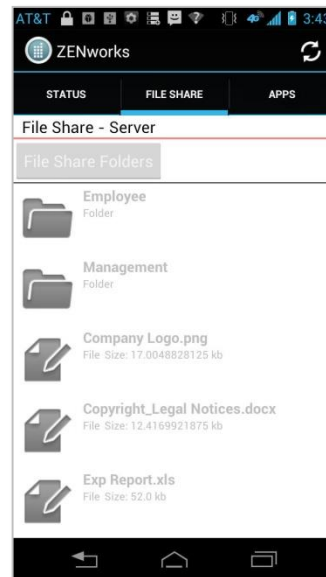 AT&T 3:43
ZENworks
STATUS FILE SHARE APPS
File Share - Server
File Share Folders
Employee
Folder
Management
Folder
Company Logo.png
File Size: 17.0048828125 kb
Copyright_Legal Notices.docx
File Size: 12.4169921875 kb
Exp Report.xls
File Size: 52.0 kb